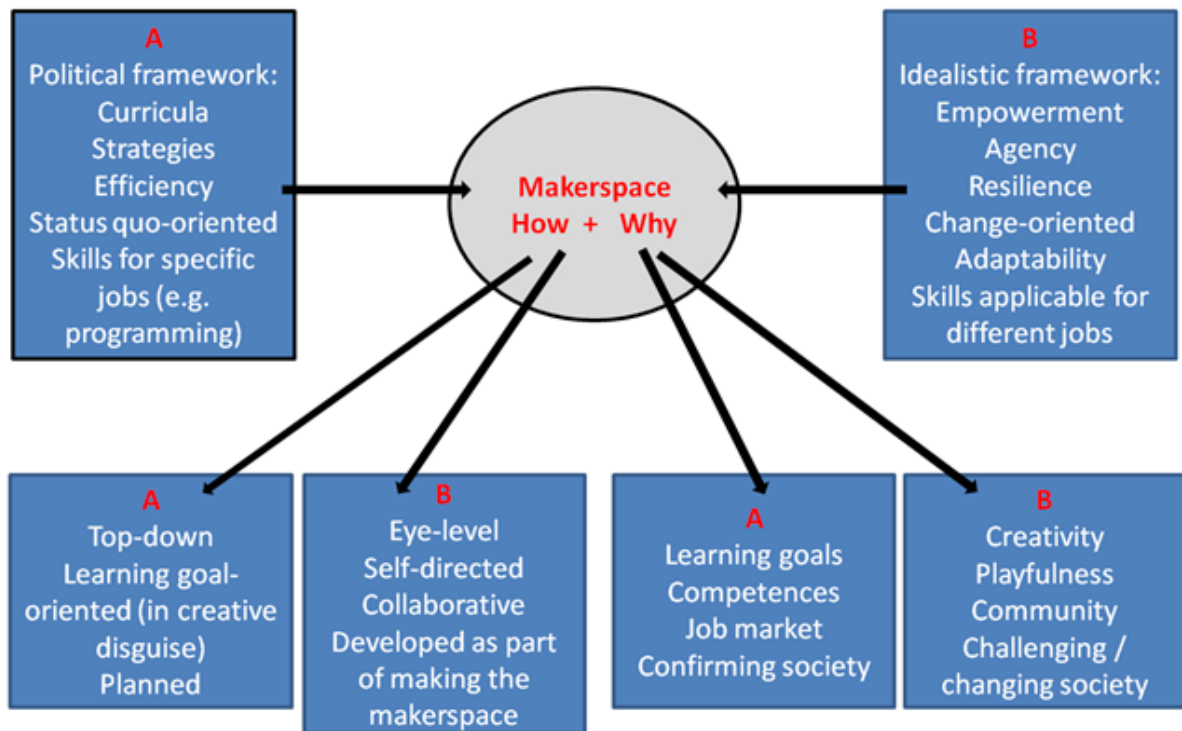 A
Political framework:
Curricula
Strategies
Efficiency
Status quo-oriented
Skills for specific
jobs (e.g.
programming)
Makerspace
How + Why
B
Idealistic framework:
Empowerment
Agency
Resilience
Change-oriented
Adaptability
Skills applicable for
different jobs
A
Top-down
Learning goal-
oriented (in creative
disguise)
Planned
B
Eye-level
Self-directed
Collaborative
Developed as part
of making the
makerspace
A
Learning goals
Competences
Job market
Confirming society
B
Creativity
Playfulness
Community
Challenging /
changing society